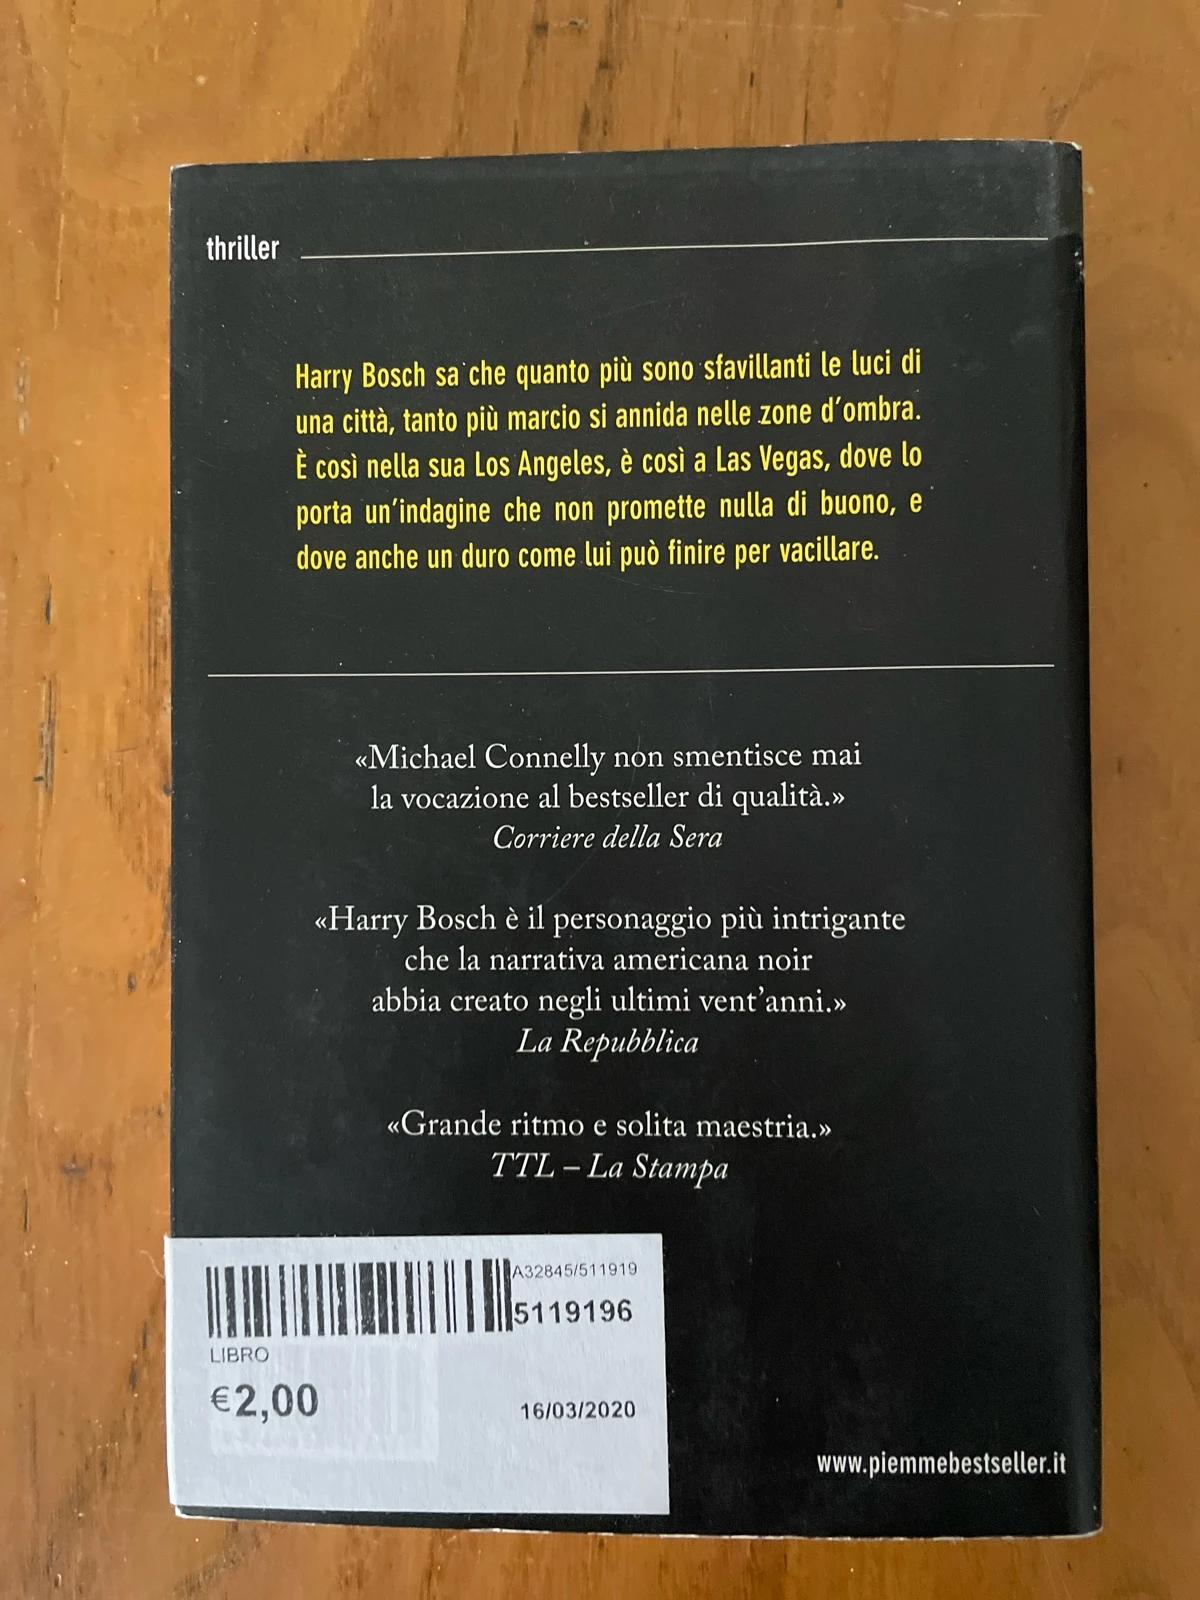 thriller
Harry Bosch sa che quanto più sono sfavillanti le luci di
una città, tanto più marcio si annida nelle zone d'ombra.
È così nella sua Los Angeles, è così a Las Vegas, dove lo
porta un'indagine che non promette nulla di buono, e
dove anche un duro come lui può finire per vacillare.
«Michael Connelly non smentisce mai
la vocazione al bestseller di qualità.»
Corriere della Sera
«Harry Bosch è il personaggio più intrigante
che la narrativa americana noir
abbia creato negli ultimi vent'anni.»
La Repubblica
«Grande ritmo e solita maestria.»
TTL – La Stampa
A32845/511919
5119196
LIBRO
€2,00
16/03/2020
www.piemmebestseller.it